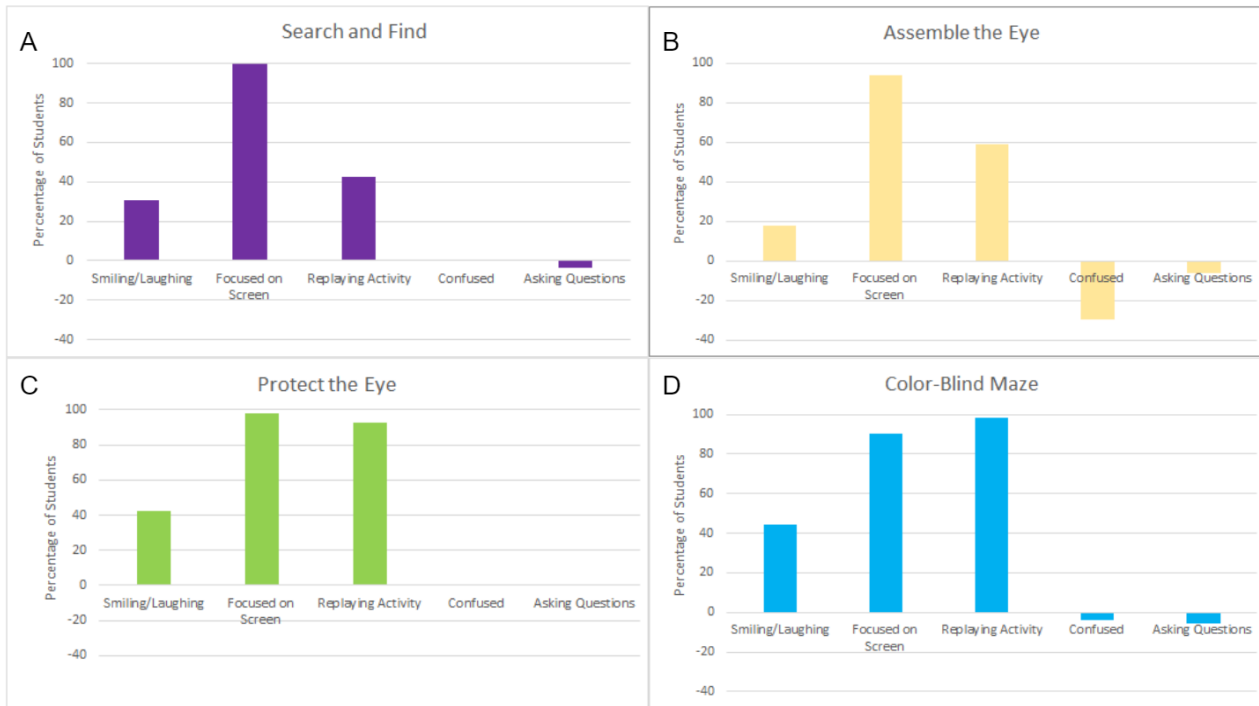 A
Search and Find
Perceentage of Students
100
80
60
40
20
0
-20
-40
Smiling/Laughing
Focused on
Screen
Replaying Activity
Confused
Asking Questions
B
Assemble the Eye
Percentage of Students
100
80
60
40
20
0
-20
-40
Smiling/Laughing
Focused on
Screen
Replaying Activity
Confused
Asking Questions
C
Protect the Eye
Percentage of Students
100
80
60
40
20
0
-20
-40
Smiling/Laughing
Focused on
Screen
Replaying Activity
Confused
Asking Questions
D
Color-Blind Maze
Percentage of Students
100
80
60
40
20
0
-20
-40
Smiling/Laughing
Focused on
Screen
Replaying Activity
Confused
Asking Questions